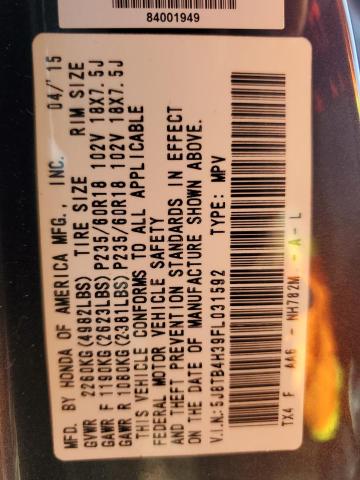 84001949
MFD. BY HONDA OF AMERICA MFG., INC. 04/'15
GVWR 2260KG(4982LBS) TIRE SIZE RIM SIZE
GAWR F 1190KG(2623LBS)P235/60R18 102V 18X7.5J
GAWR R 1080KG(2381LBS)P235/60R18 102V 18X7.5J
THIS VEHICLE CONFORMS TO ALL APPLICABLE
FEDERAL MOTOR VEHICLE SAFETY
AND THEFT PREVENTION STANDARDS IN EFFECT
ON THE DATE OF MANUFACTURE SHOWN ABOVE.
V.I.N.:5J8TB4H39FL031592 TYPE: MPV
TX4 F AA6 - NH782M - A - L